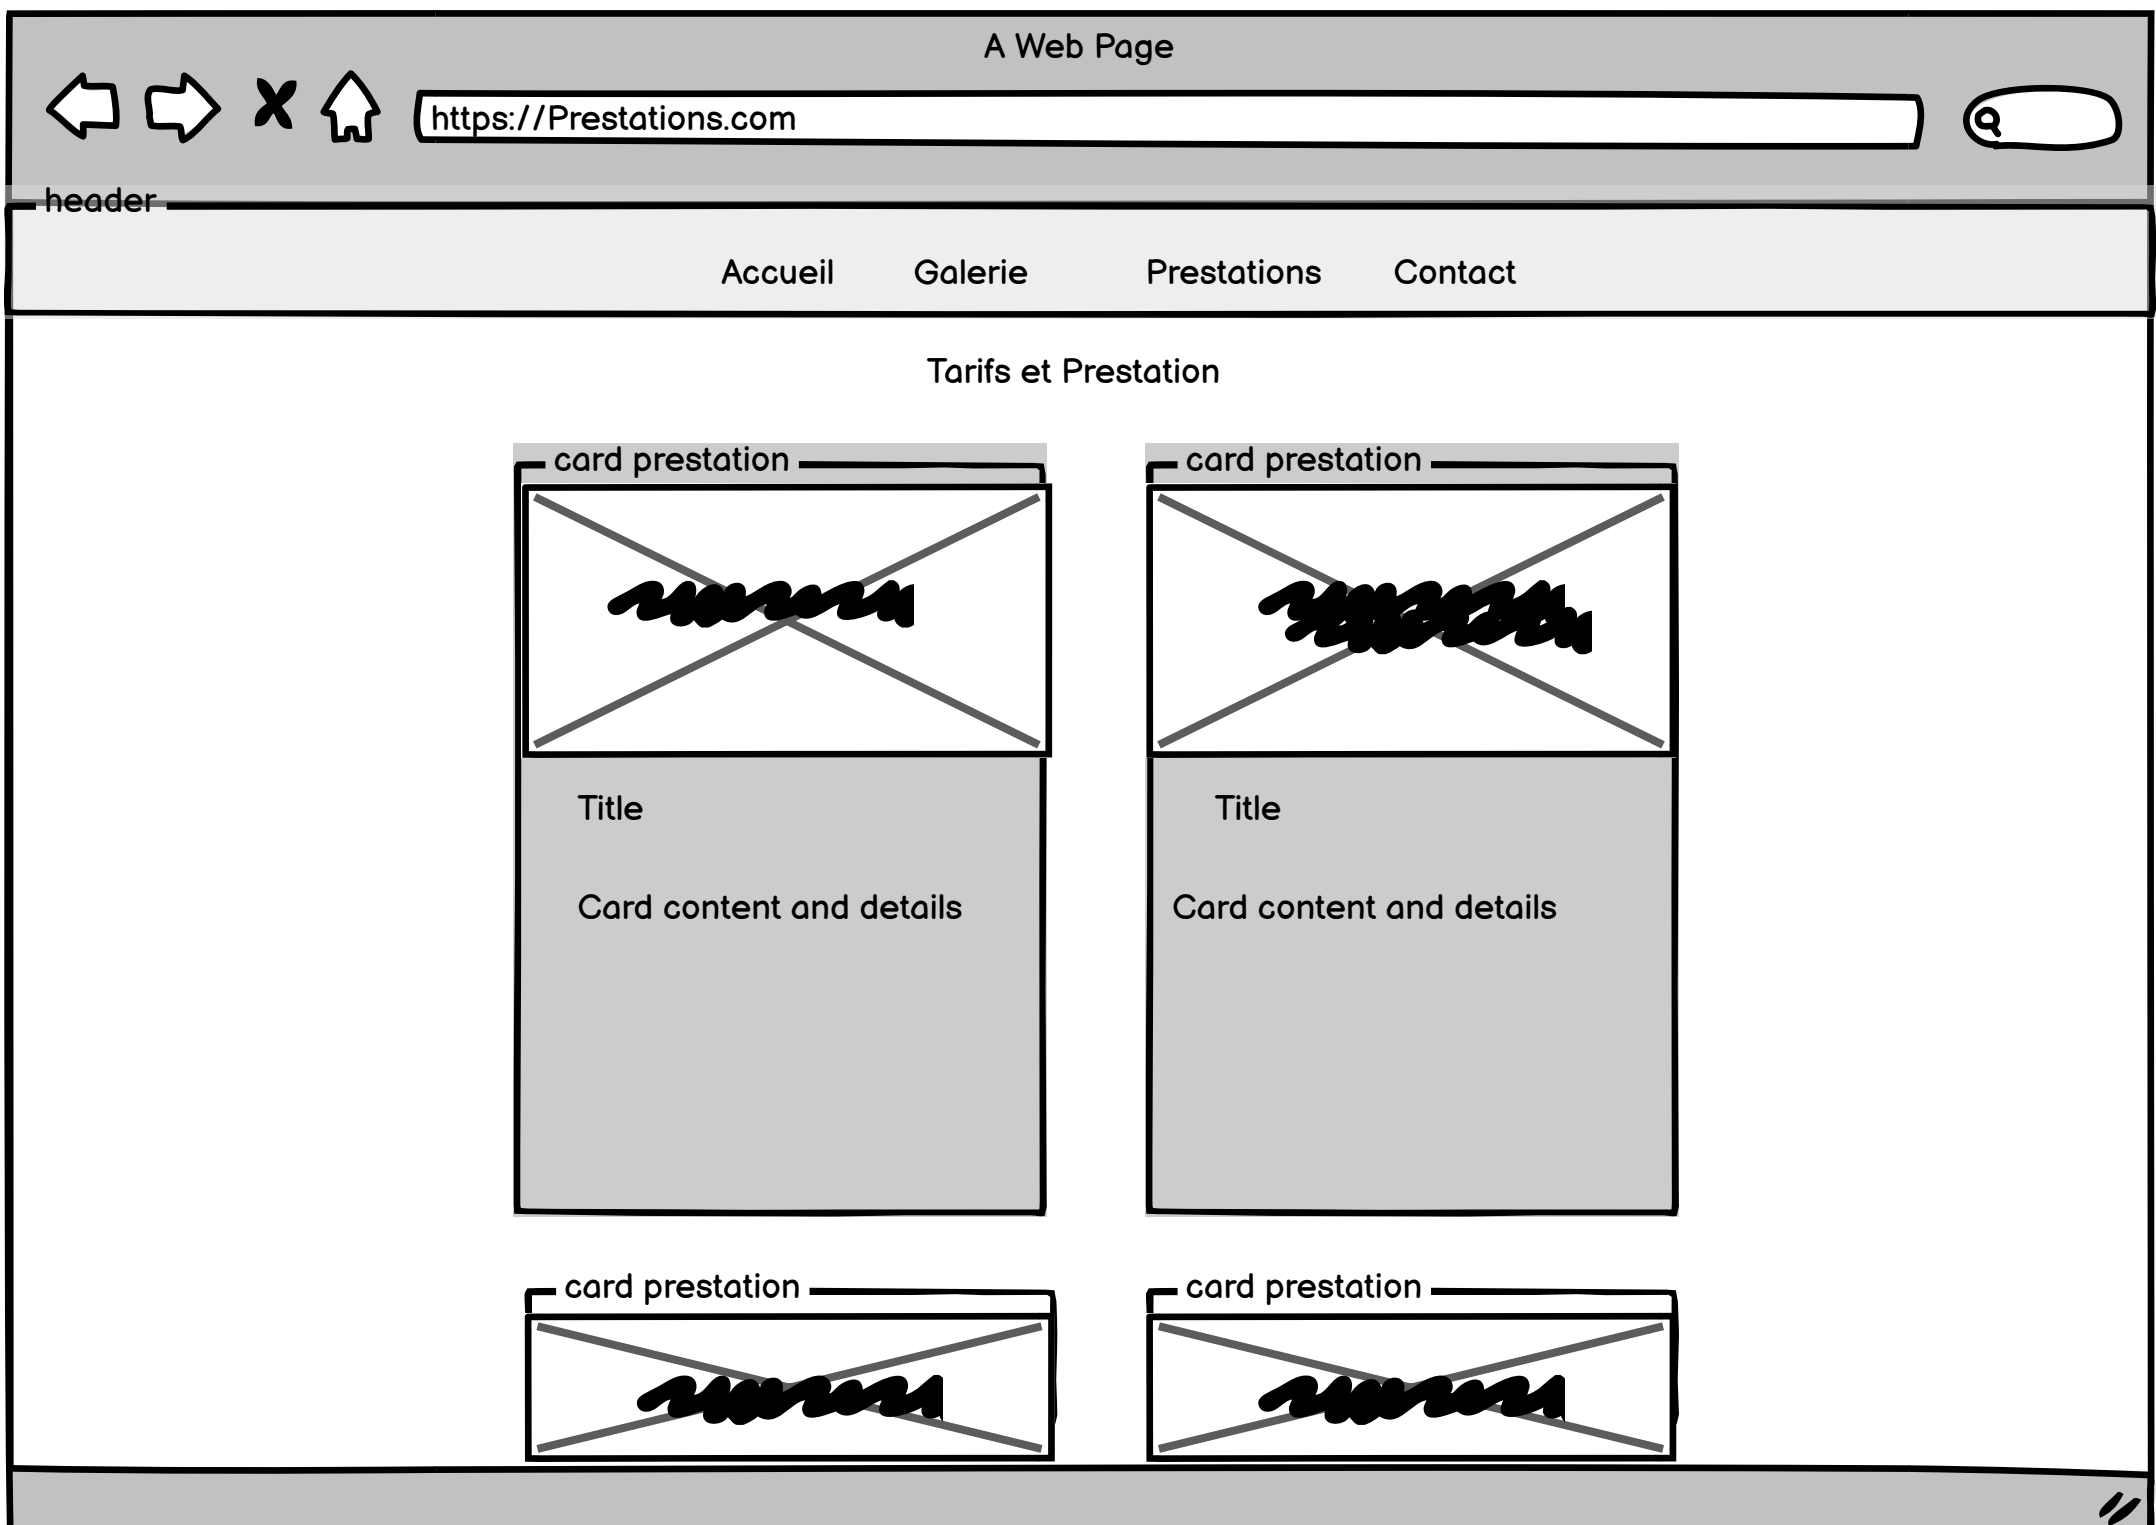 A Web Page
https://Prestations.com
header
Accueil Galerie Prestations Contact
Tarifs et Prestation
card prestation card prestation
Title Title
Card content and details Card content and details
card prestation card prestation